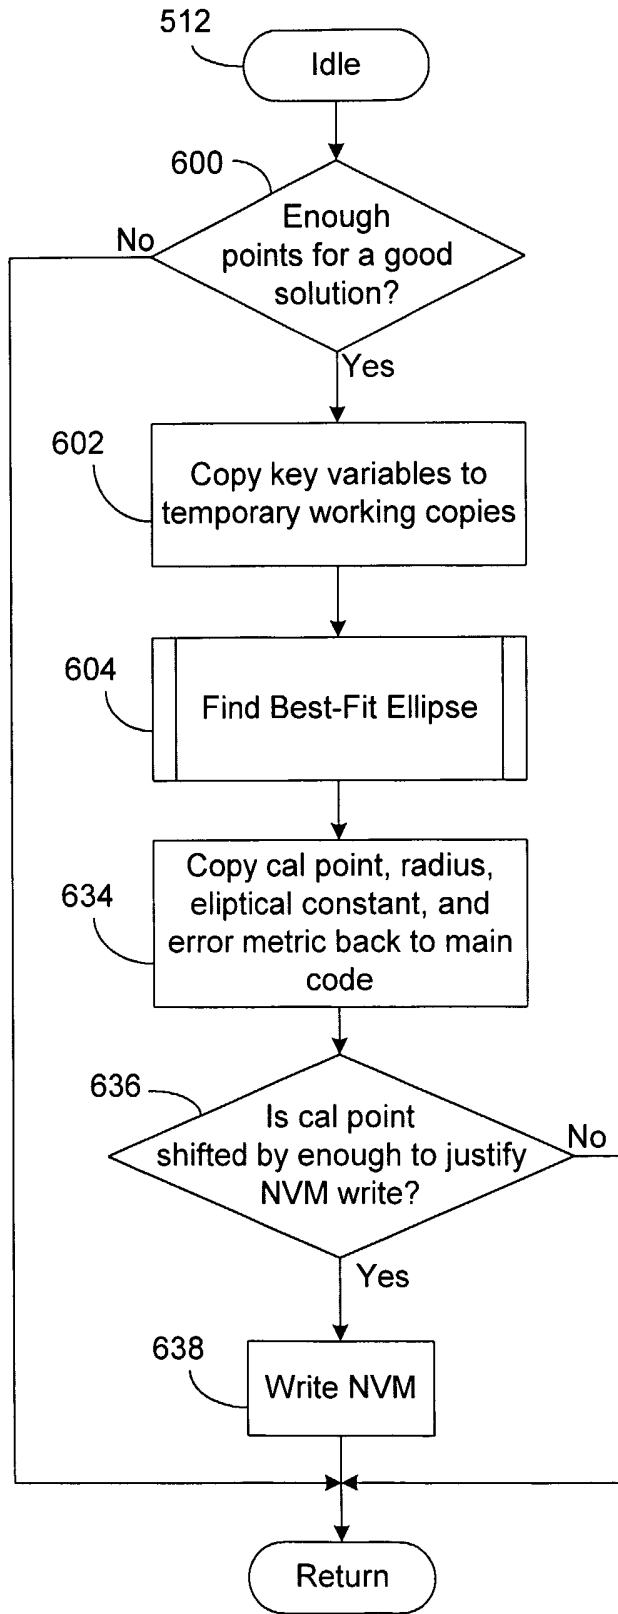 512
Idle
600
Enough
points for a good
solution?
No
Yes
602
Copy key variables to
temporary working copies
604
Find Best-Fit Ellipse
634
Copy cal point, radius,
eliptical constant, and
error metric back to main
code
636
Is cal point
shifted by enough to justify
NVM write?
No
Yes
638
Write NVM
Return